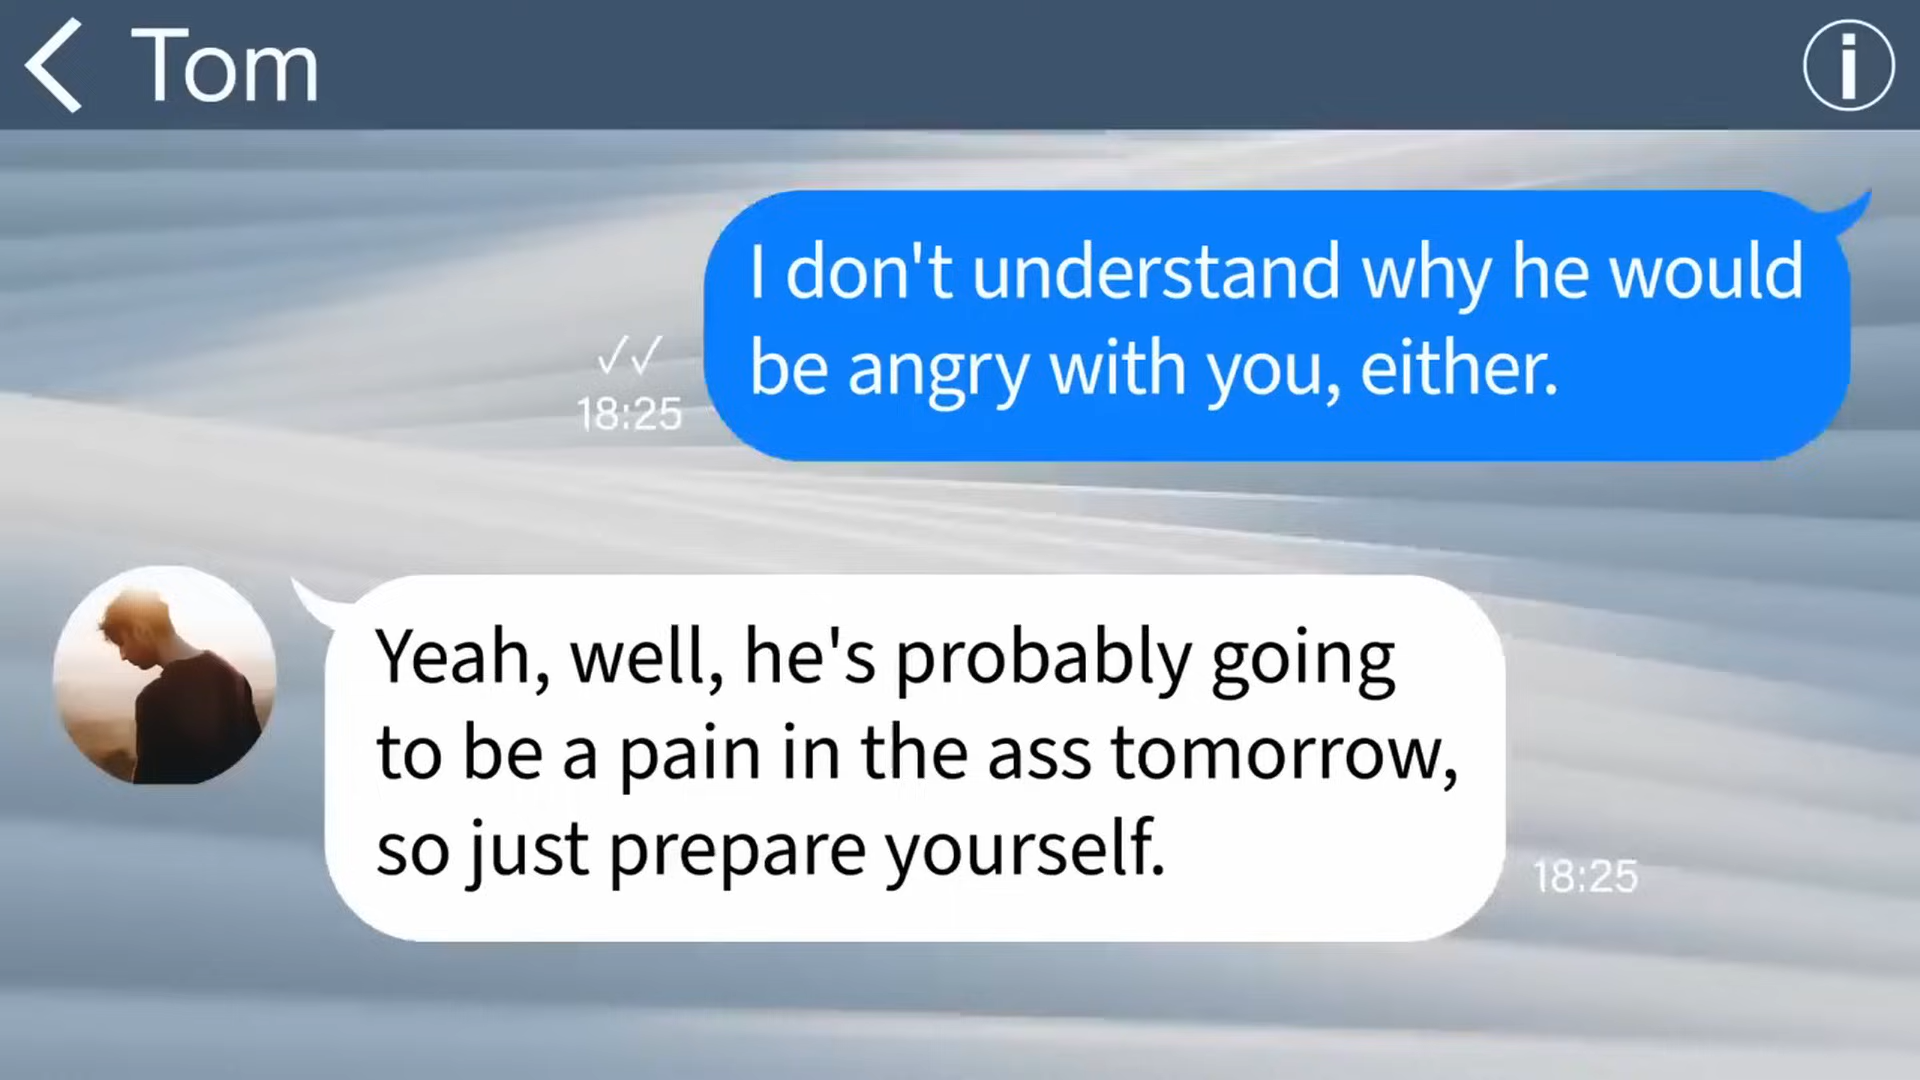 Tom
I don't understand why he would
be angry with you, either.
✓✓
18:25
Yeah, well, he's probably going
to be a pain in the ass tomorrow,
so just prepare yourself.
18:25